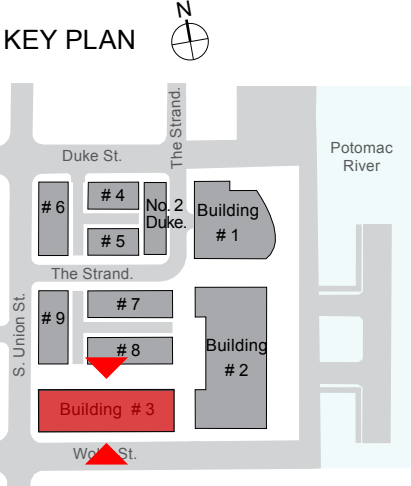 N
KEY PLAN
The Strand.
Duke St.
Potomac
River
# 4
# 6
No. 2
Duke.
Building
# 1
# 5
The Strand.
# 7
# 9
S. Union St.
# 8
Building
# 2
Building # 3
St.